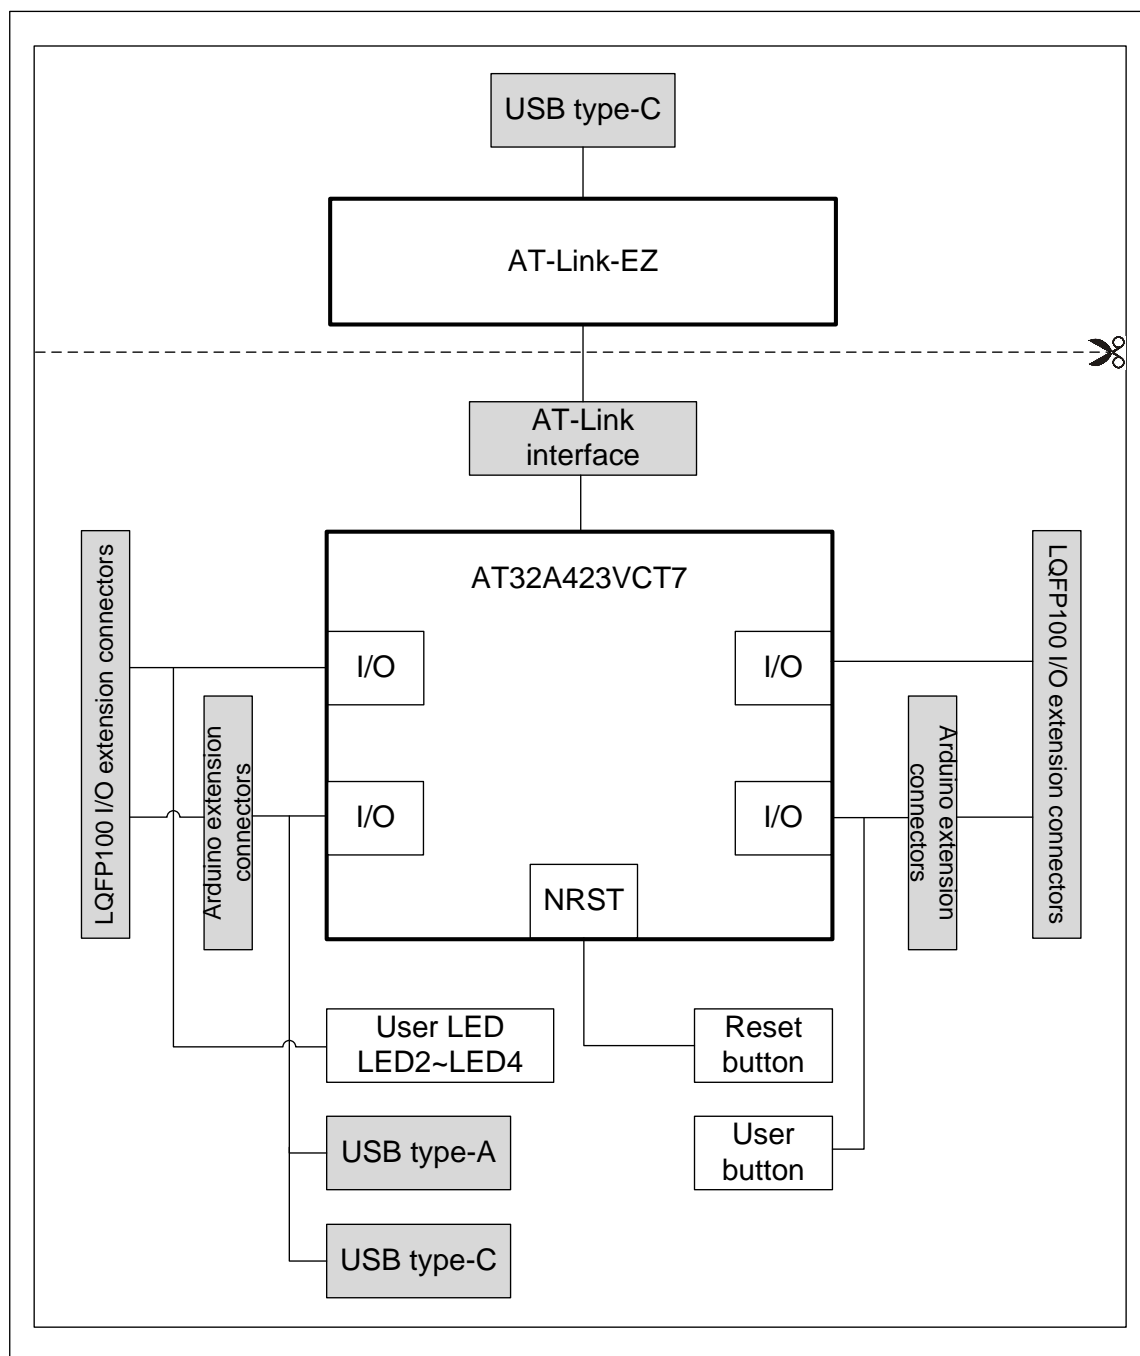 USB type-C
AT-Link-EZ
AT-Link
interface
AT32A423VCT7
LQFP100 I/O extension connectors
Arduino extension
connectors
I/O
I/O
I/O
I/O
NRST
Arduino extension
connectors
LQFP100 I/O extension connectors
User LED
LED2~LED4
Reset
button
USB type-A
User
button
USB type-C